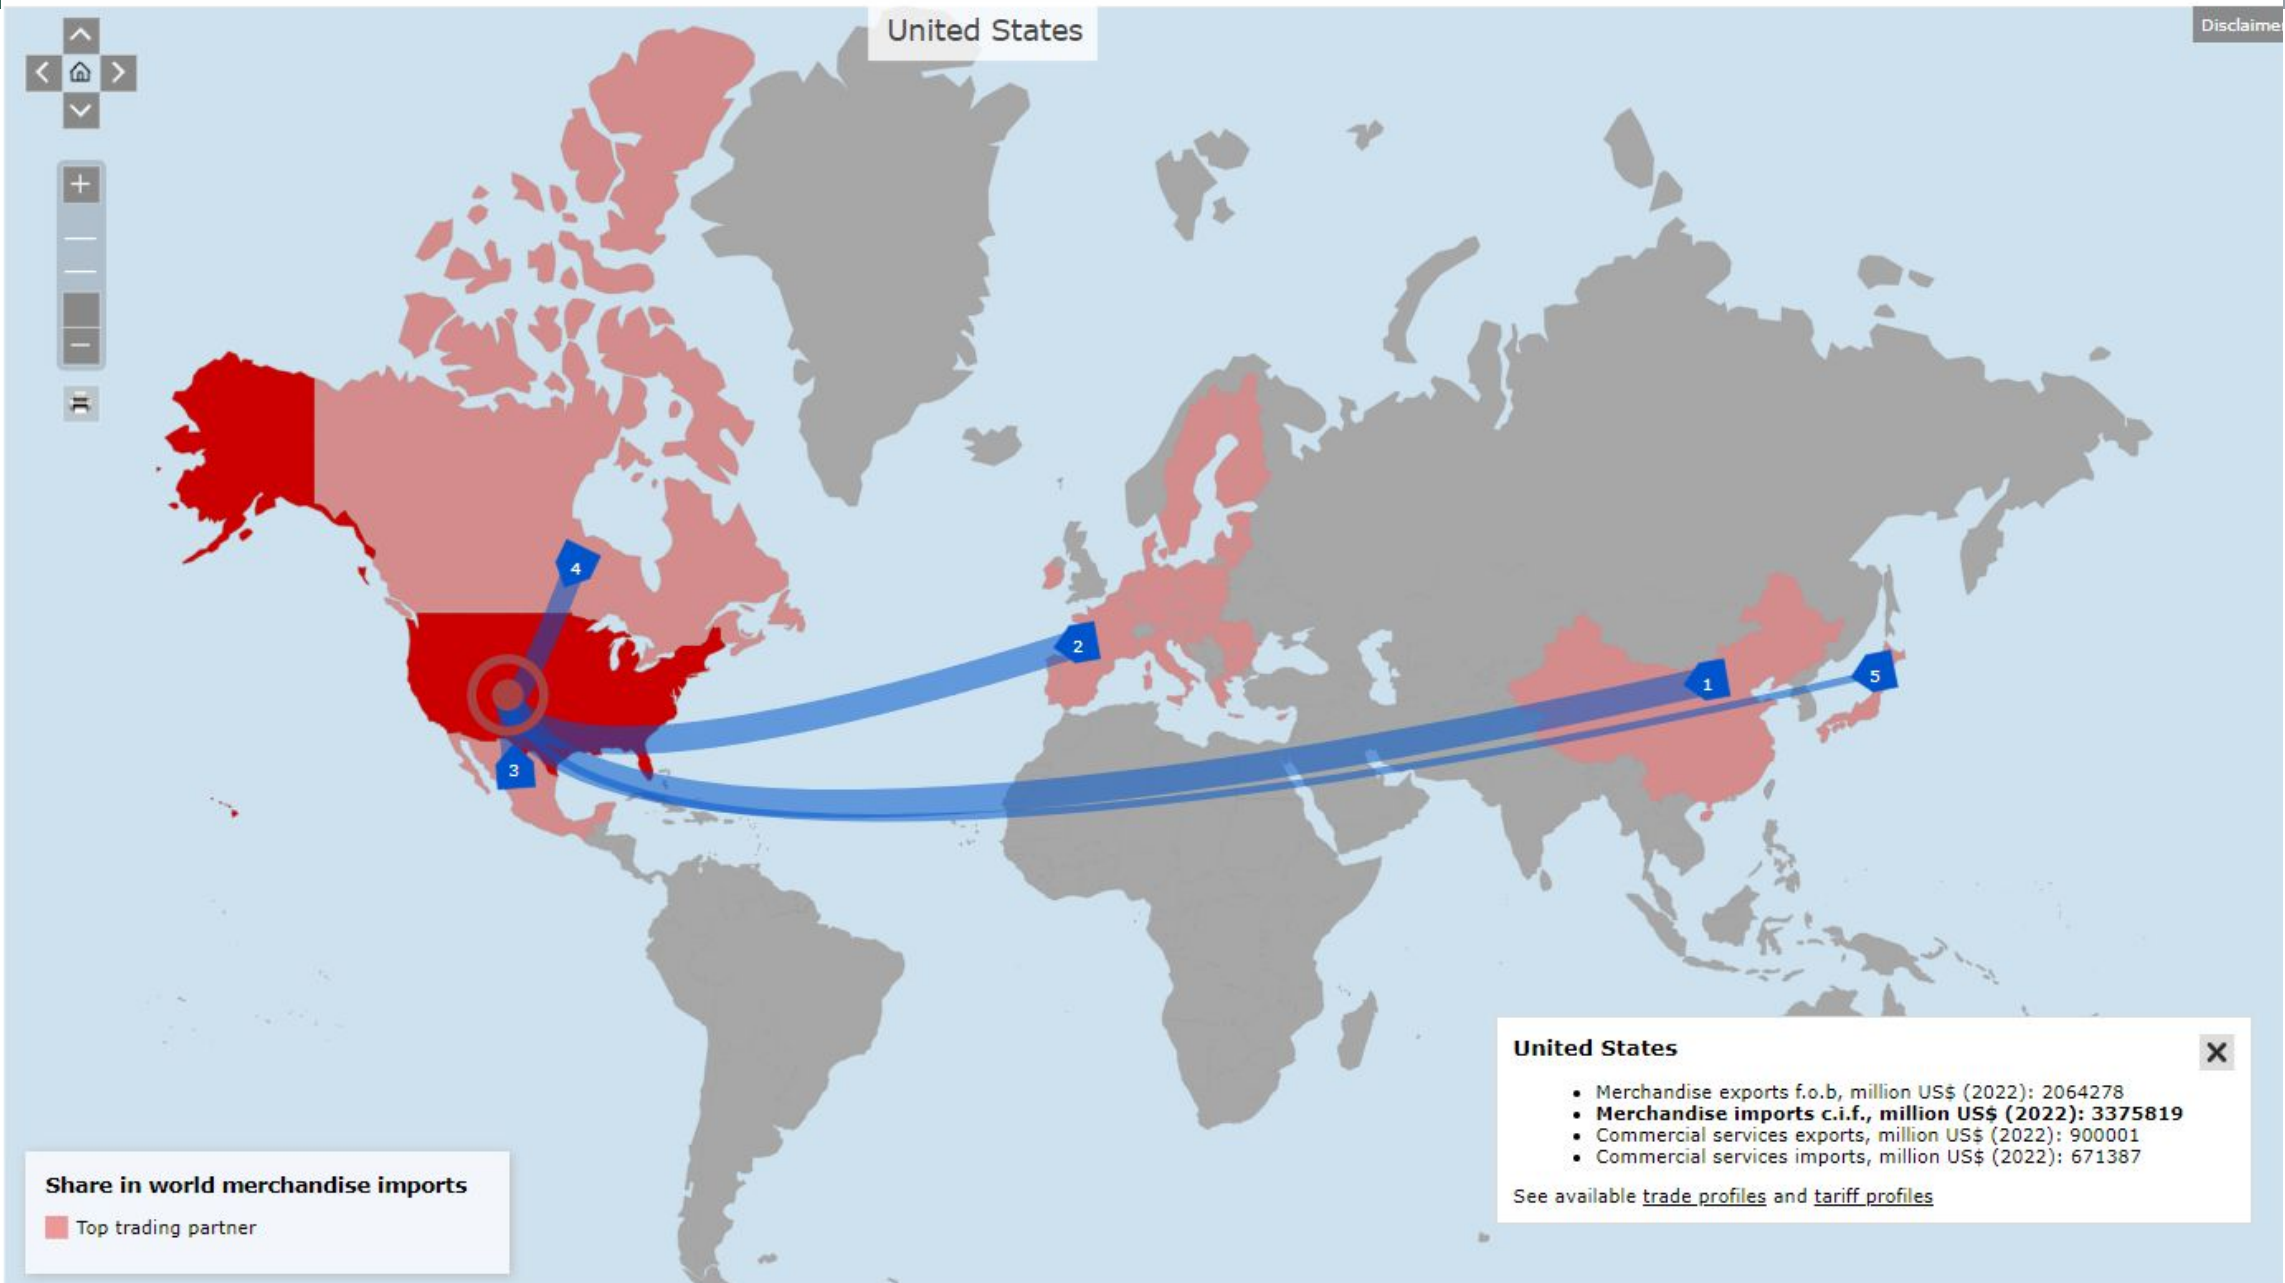 United States
Disclaime
4
2
1
5
3
United States
Merchandise exports f.o.b, million US$ (2022): 2064278
Merchandise imports c.i.f., million US$ (2022): 3375819
Commercial services exports, million US$ (2022): 900001
Commercial services imports, million US$ (2022): 671387
See available trade profiles and tariff profiles
Share in world merchandise imports
Top trading partner